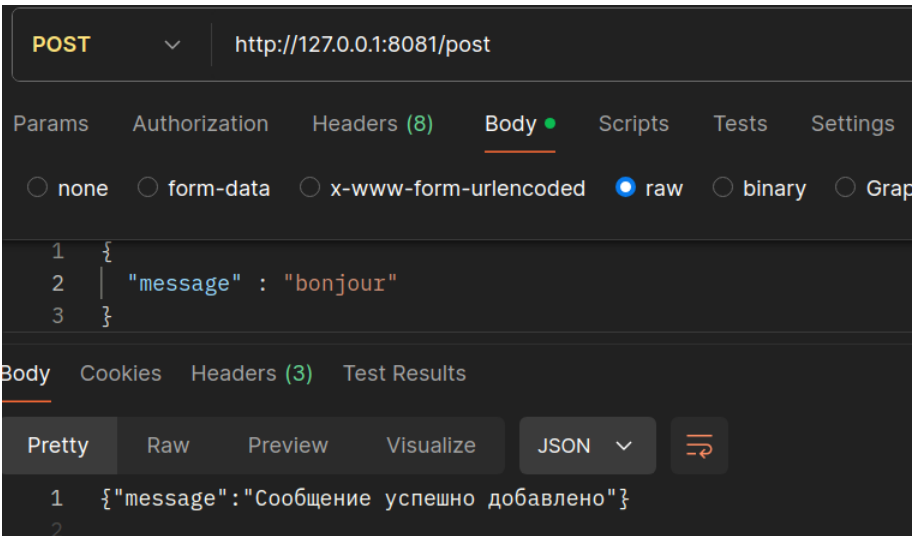 POST http://127.0.0.1:8081/post
Params Authorization Headers (8) Body Scripts Tests Settings
none form-data x-www-form-urlencoded raw binary Grap
1 {
2 "message" : "bonjour"
3 }
Body Cookies Headers (3) Test Results
Pretty Raw Preview Visualize JSON
1 {"message":"Сообщение успешно добавлено"}
2